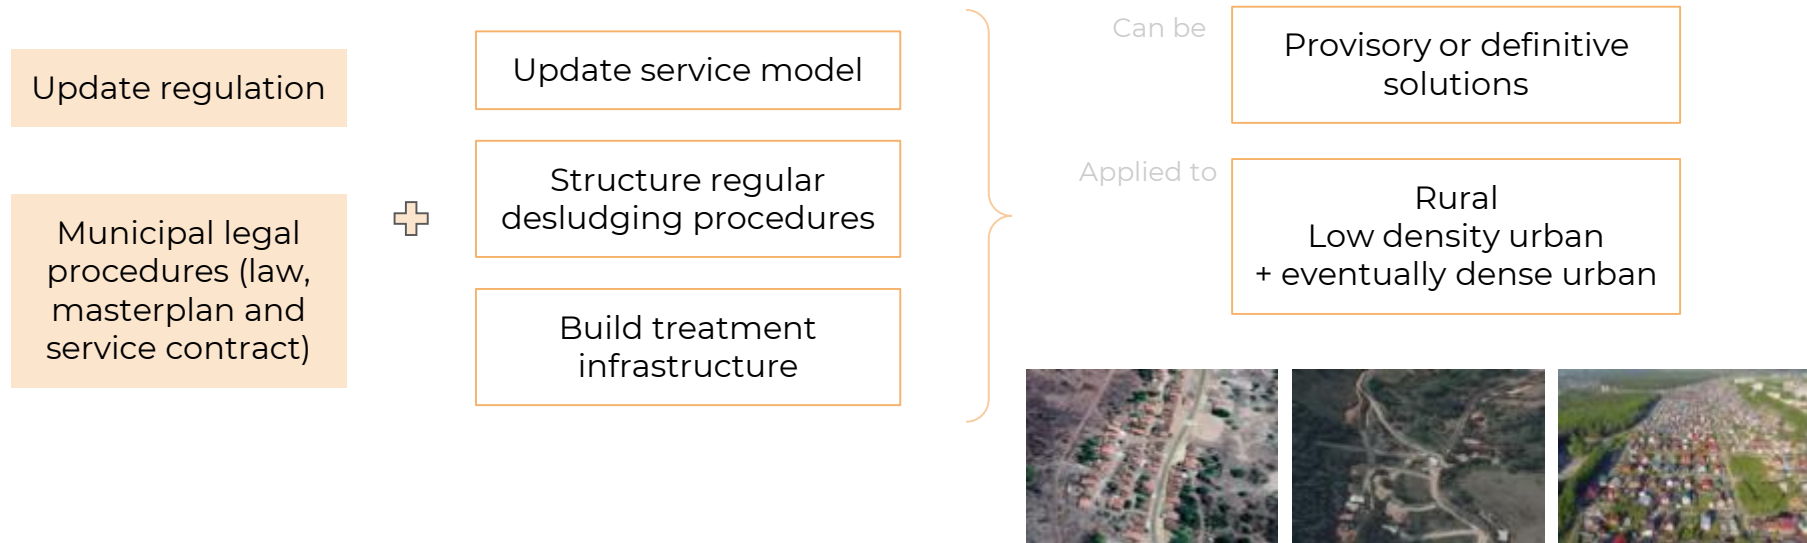 Update regulation
Municipal legal
procedures (law,
masterplan and
service contract)
Update service model
Structure regular
desludging procedures
Build treatment
infrastructure
Can be
Provisory or definitive
solutions
Applied to
Rural
Low density urban
+ eventually dense urban